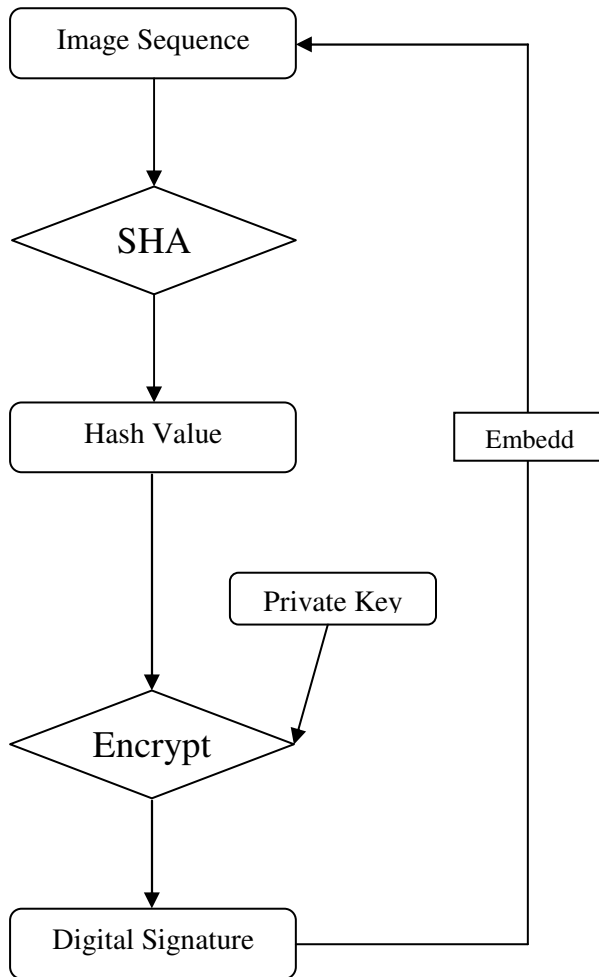 Image Sequence
SHA
Hash Value
Embedd
Private Key
Encrypt
Digital Signature